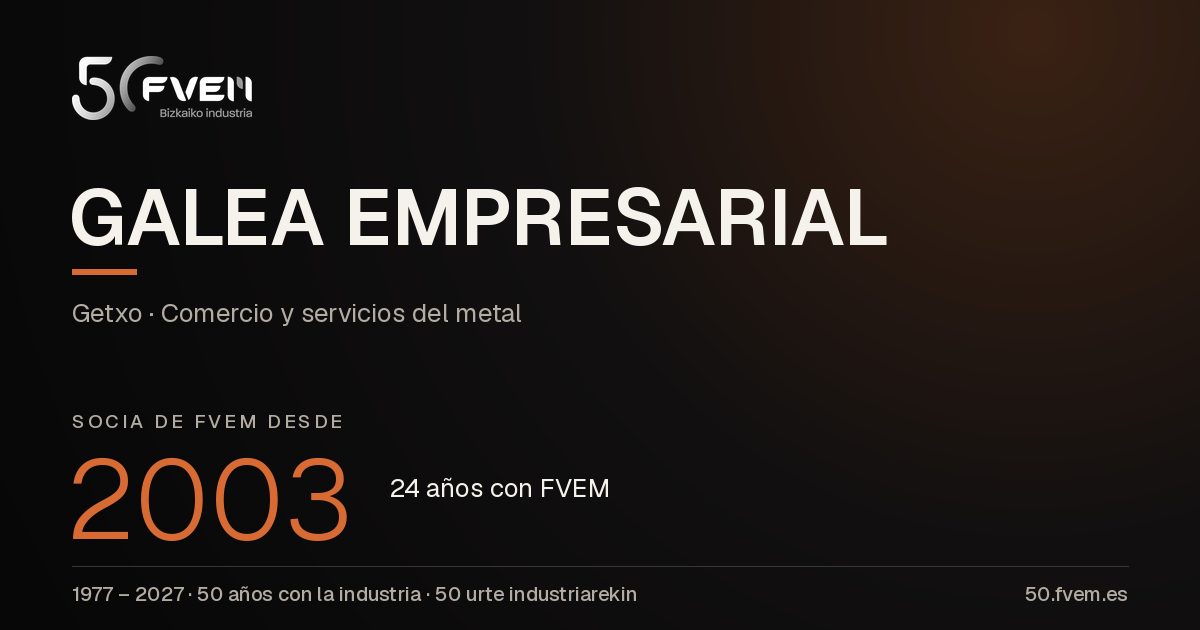 50 FVEM
Bizkaiko industria
GALEA EMPRESARIAL
Getxo · Comercio y servicios del metal
SOCIA DE FVEM DESDE
2003
24 años con FVEM
1977 – 2027 · 50 años con la industria · 50 urte industriarekin
50.fvem.es